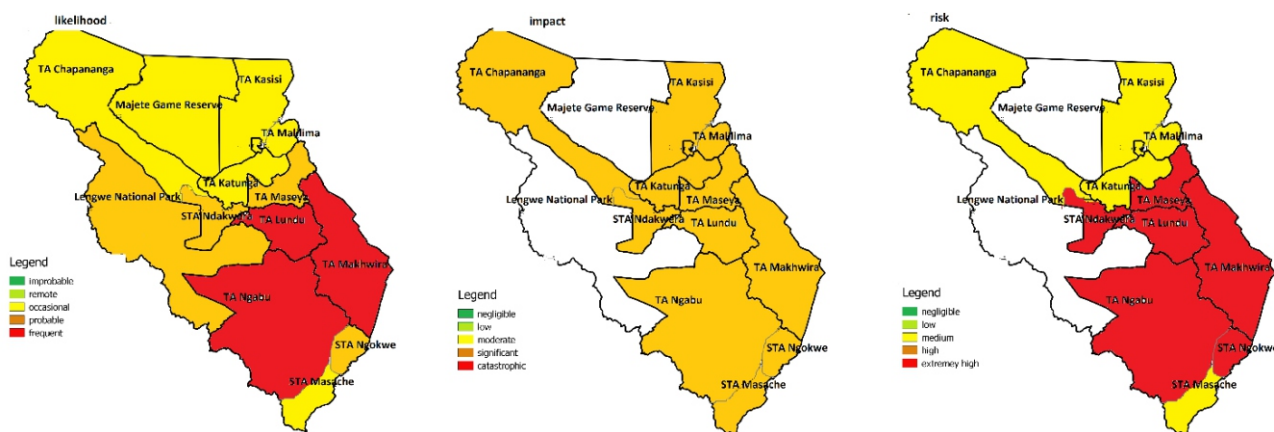 likelihood
TA Chapananga
TA Kasisi
Majete Game Reserve
TA Mahlima
TA Katunga
Lengwe National Park
TA Maseya
STA Ndakwera
TA Lundu
TA Makhwira
TA Ngabu
STA Ngokwe
STA Masache
Legend
improbable
remote
occasional
probable
frequent
impact
TA Chapananga
TA Kasisi
Majete Game Reserve
TA Katunga
Lengwe National Park
TA Maseya
STA Ndakwera
TA Lundu
TA Makhwira
TA Ngabu
STA Ngokwe
STA Masache
Legend
negligible
low
moderate
significant
catastrophic
risk
TA Chapananga
TA Kasisi
Majete Game Reserve
TA Katunga
Lengwe National Park
TA Maseya
STA Ndakwera
TA Lundu
TA Makhwira
TA Ngabu
STA Ngokwe
STA Masache
Legend
negligible
low
medium
high
extremey high